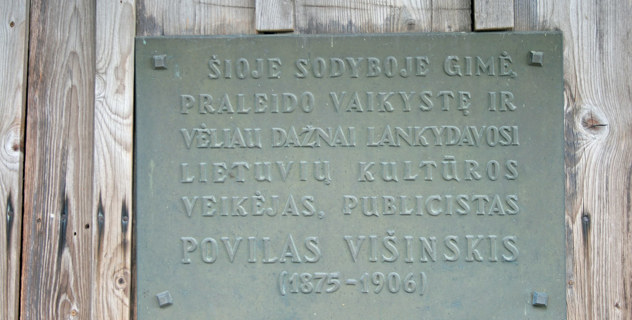 ŠIOJE SODYBOJE GIMĖ,
PRALEIDO VAIKYSTĘ IR
VĖLIAU DAŽNAI LANKYDAVOSI
LIETUVIŲ KULTŪROS
VEIKĖJAS, PUBLICISTAS
POVILAS VIŠINSKIS
(1875-1906)